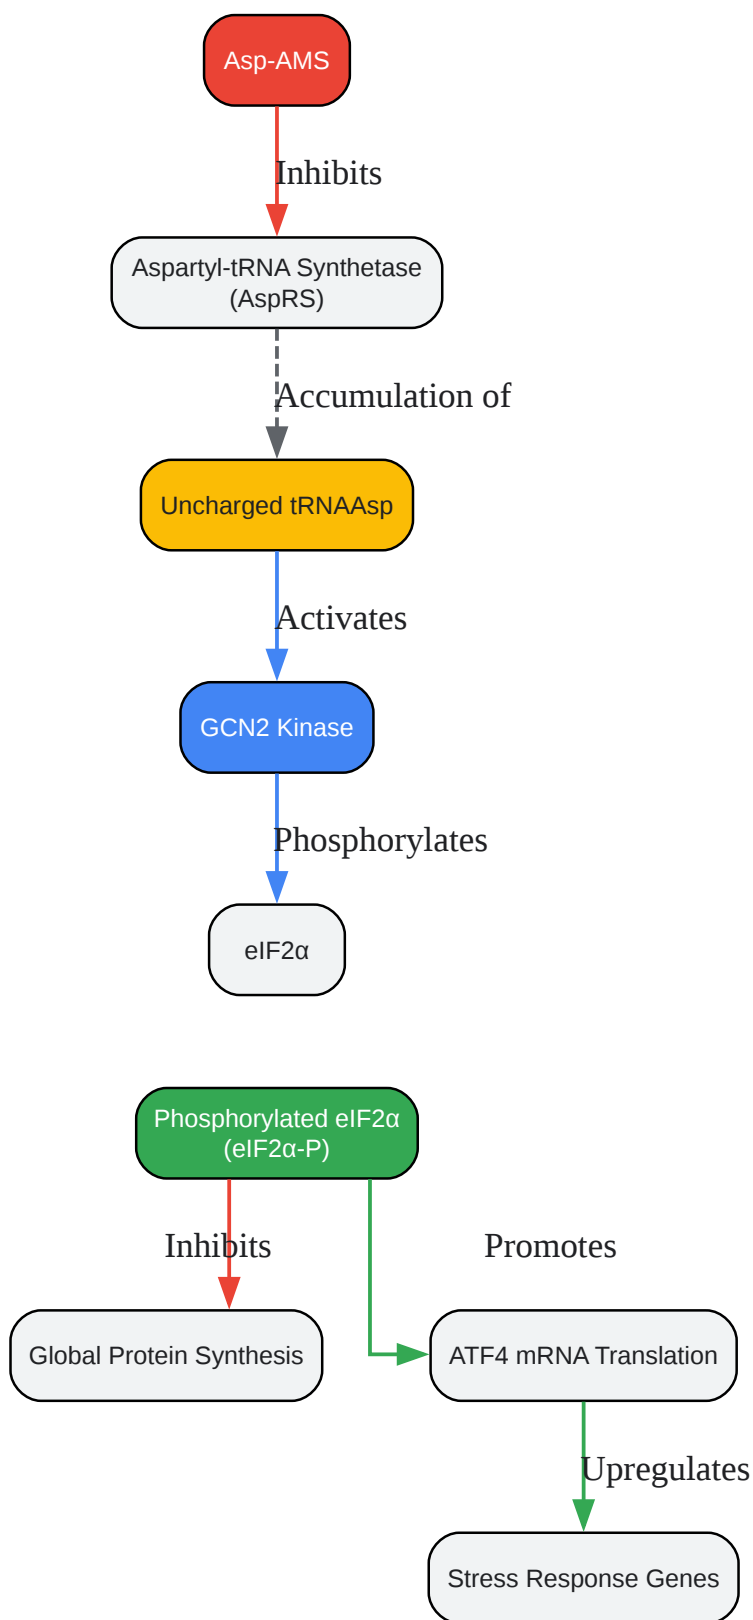 Asp-AMS
Inhibits
Aspartyl-tRNA Synthetase
(AspRS)
Accumulation of
Uncharged tRNAAsp
Activates
GCN2 Kinase
Phosphorylates
eIF2α
Phosphorylated eIF2α
(eIF2α-P)
Inhibits
Promotes
Global Protein Synthesis
ATF4 mRNA Translation
Upregulates
Stress Response Genes